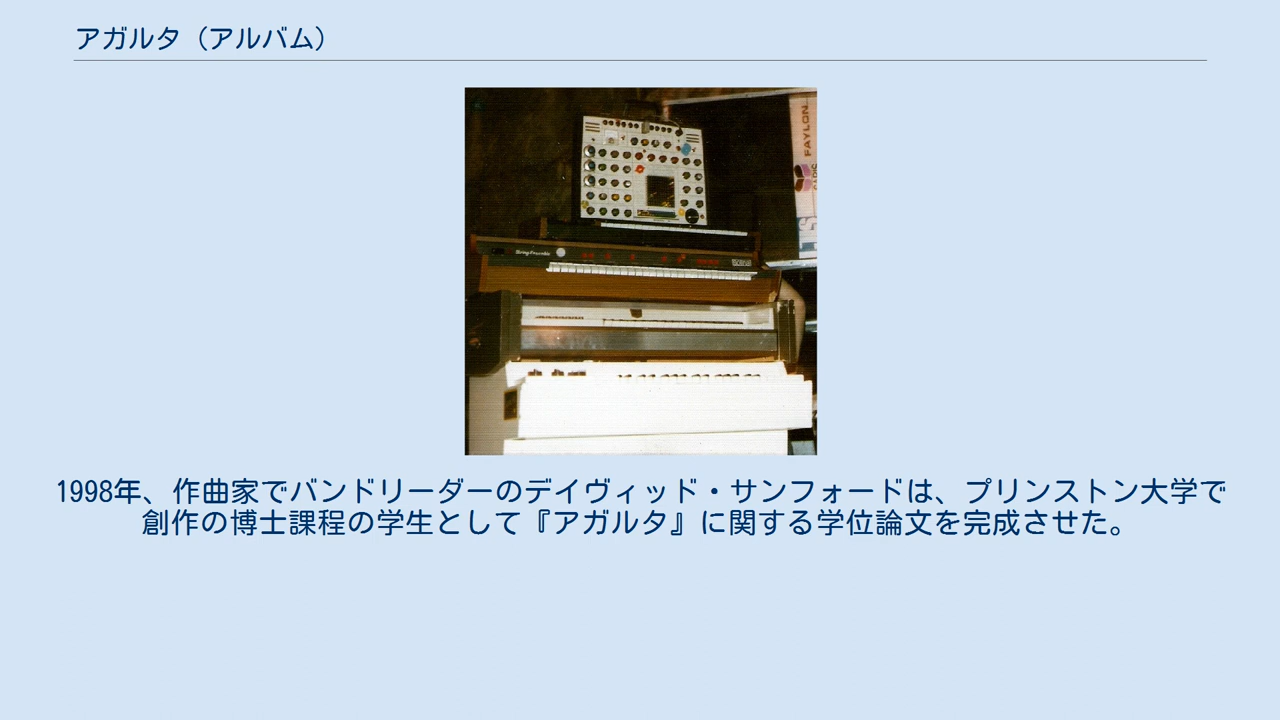 アガルタ（アルバム）
FAYLON
String Ensemble
1998年、作曲家でバンドリーダーのデイヴィッド・サンフォードは、プリンストン大学で
創作の博士課程の学生として『アガルタ』に関する学位論文を完成させた。